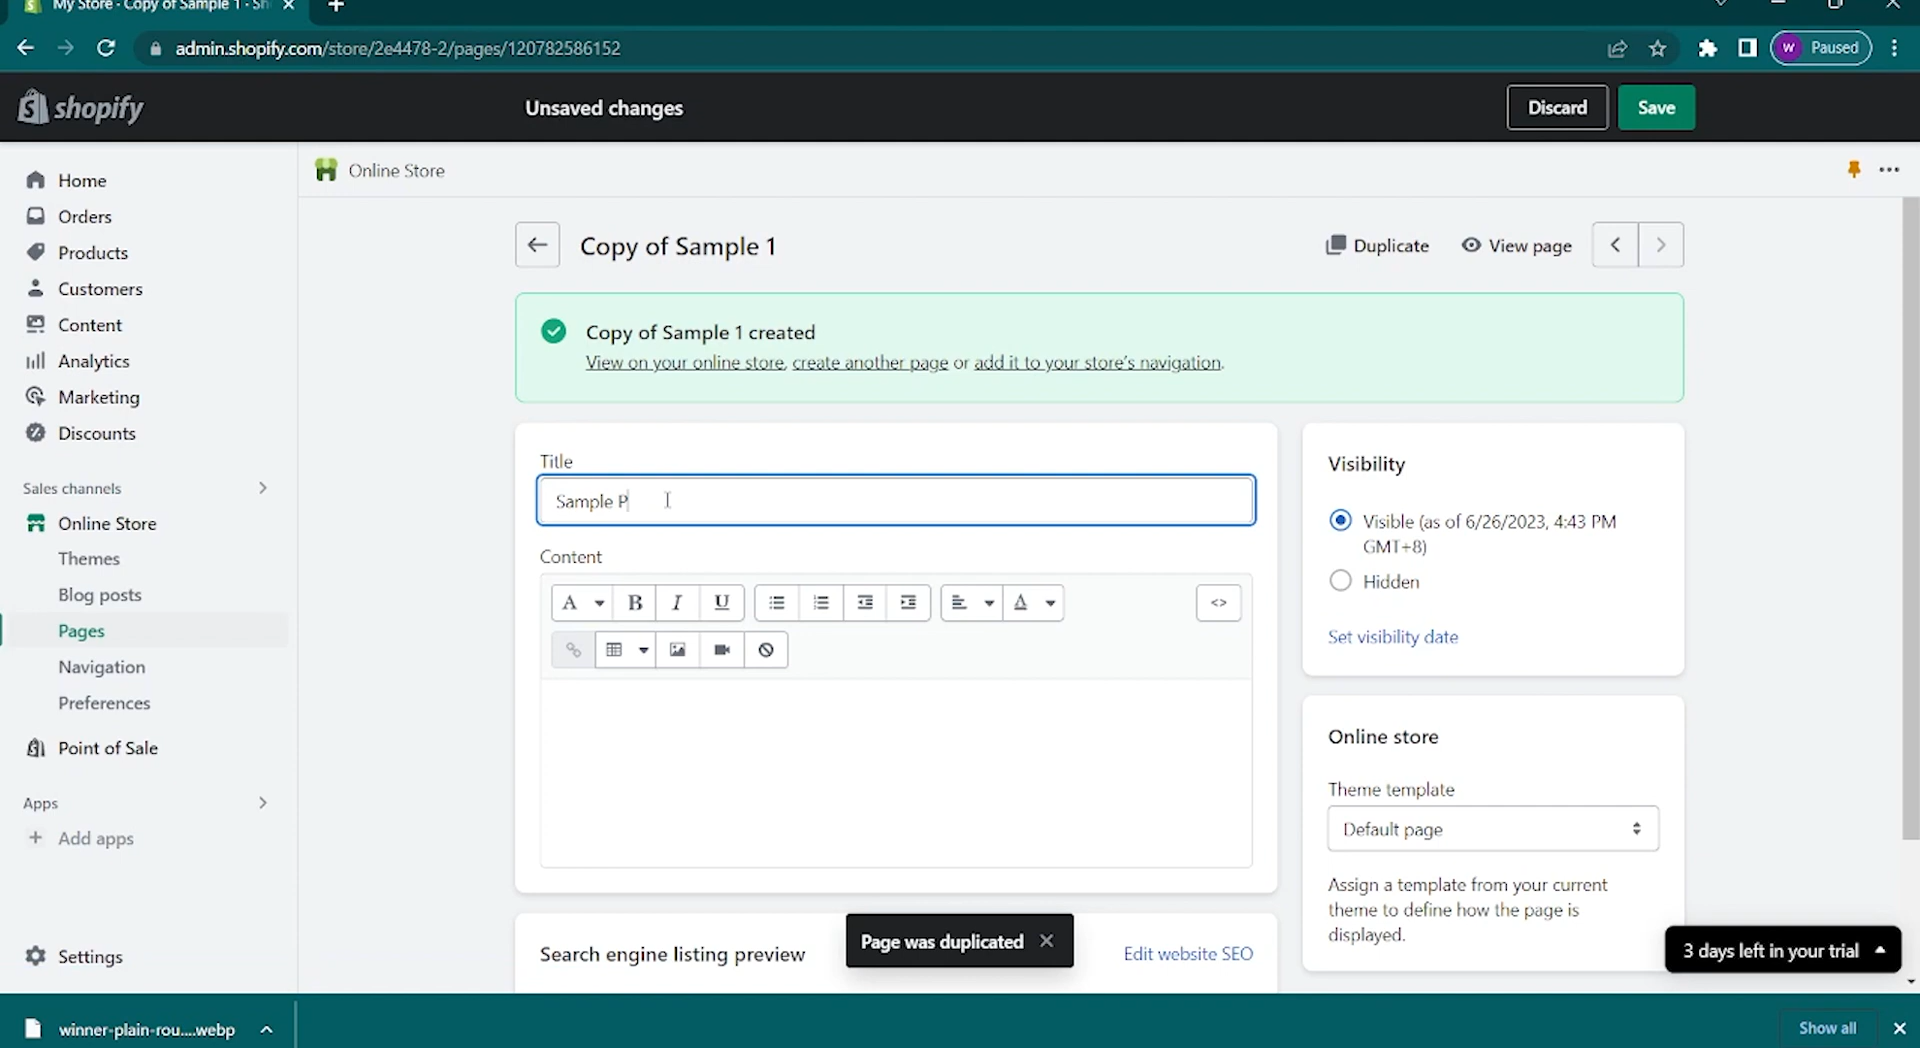 My Store - Copy of Sample 1 - Sh
admin.shopify.com/store/2e4478-2/pages/120782586152
W Paused
shopify
Unsaved changes
Discard
Save
Home
Orders
Products
Customers
Content
Analytics
Marketing
Discounts
Sales channels
Online Store
Themes
Blog posts
Pages
Navigation
Preferences
Point of Sale
Apps
+ Add apps
Settings
Online Store
Copy of Sample 1
Duplicate
View page
Copy of Sample 1 created
View on your online store, create another page or add it to your store's navigation.
Title
Sample P
Content
A B I U A <>
Search engine listing preview
Edit website SEO
Visibility
Visible (as of 6/26/2023, 4:43 PM
GMT+8)
Hidden
Set visibility date
Online store
Theme template
Default page
Assign a template from your current
theme to define how the page is
displayed.
Page was duplicated
3 days left in your trial
winner-plain-rou....webp
Show all